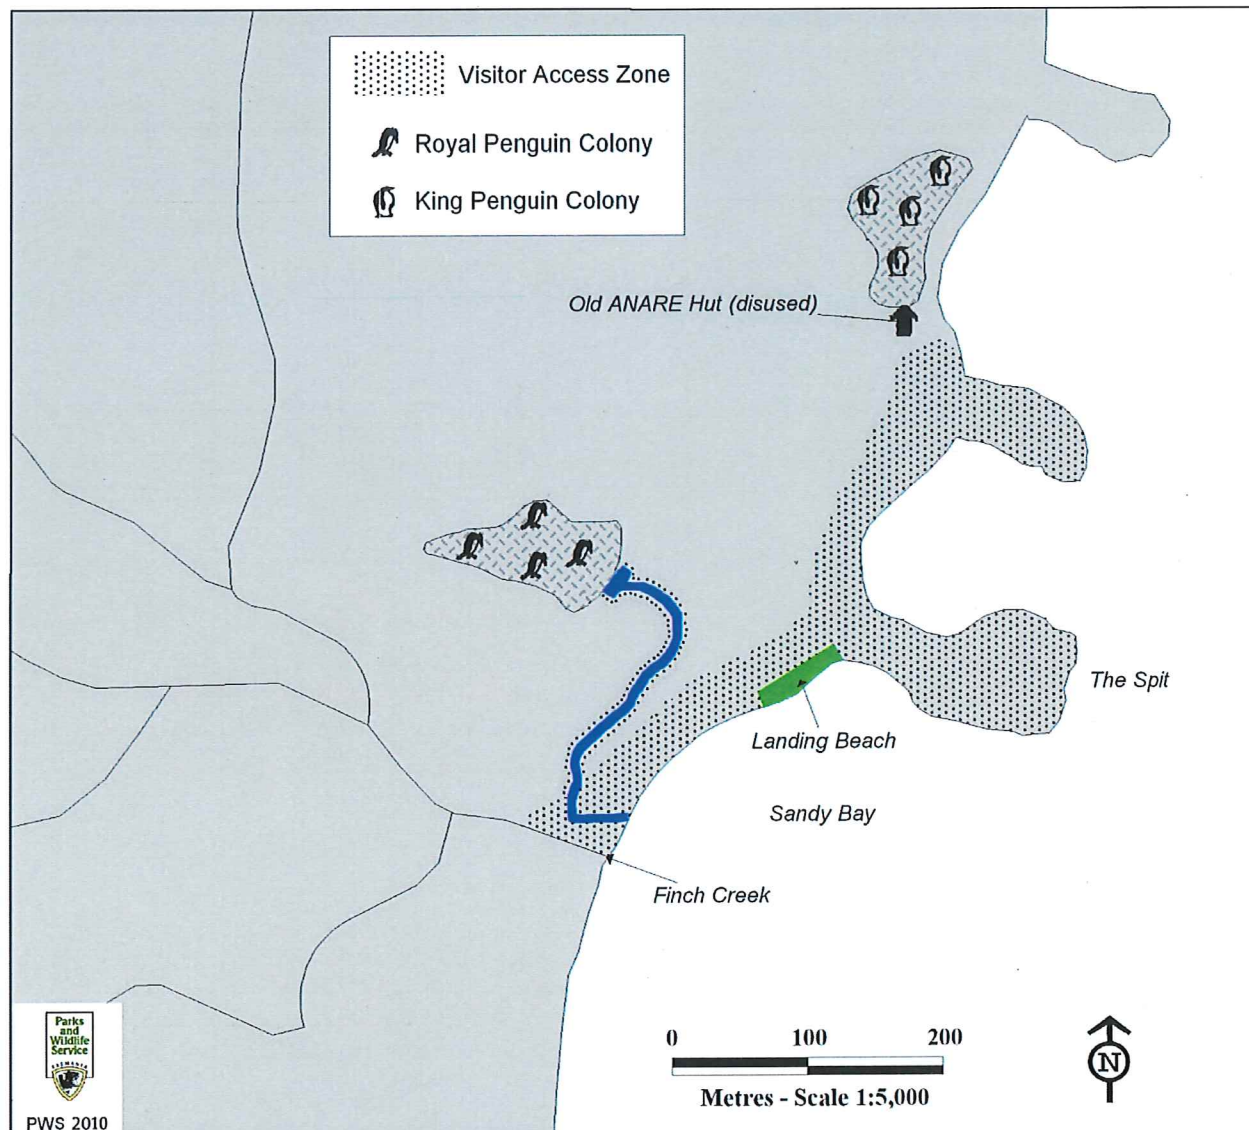 Visitor Access Zone
Royal Penguin Colony
King Penguin Colony
Old ANARE Hut (disused)
The Spit
Landing Beach
Sandy Bay
Finch Creek
0 100 200
Metres - Scale 1:5,000
N
Parks
and
Wildlife
Service
TASMANIA
PWS 2010